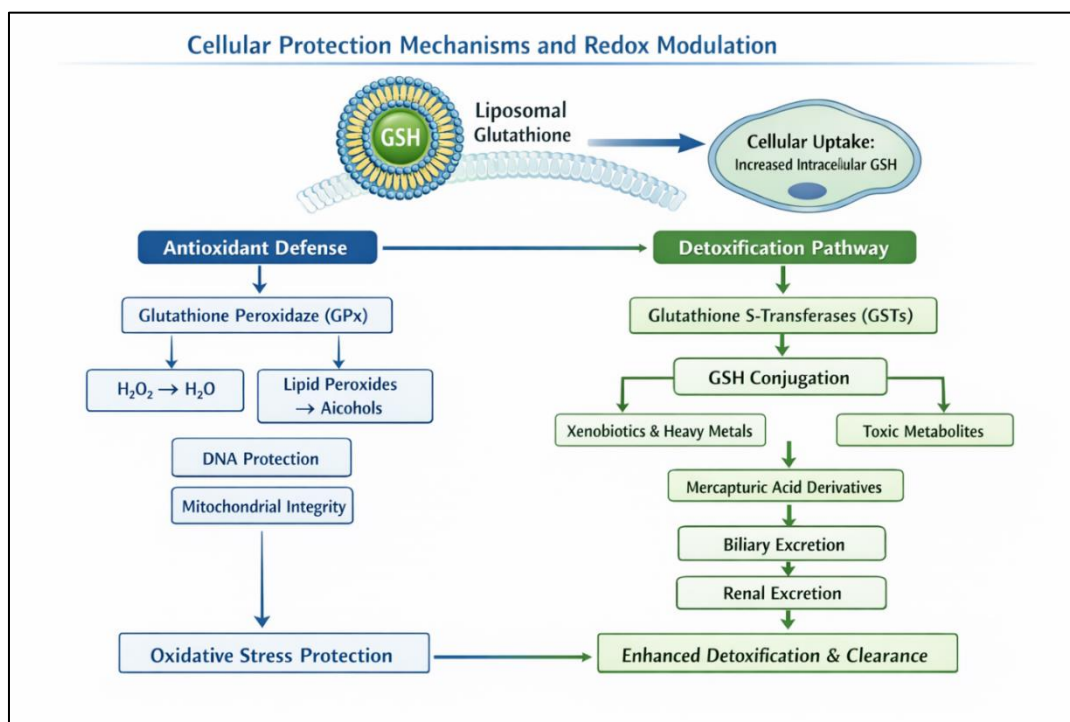 Cellular Protection Mechanisms and Redox Modulation
GSH
Liposomal
Glutathione
Cellular Uptake:
Increased Intracellular GSH
Antioxidant Defense
Detoxification Pathway
Glutathione Peroxidaze (GPx)
Glutathione S-Transferases (GSTs)
H₂O₂ → H₂O
Lipid Peroxides
→ Aicohols
GSH Conjugation
Xenobiotics & Heavy Metals
Toxic Metabolites
DNA Protection
Mitochondrial Integrity
Mercapturic Acid Derivatives
Biliary Excretion
Renal Excretion
Oxidative Stress Protection
Enhanced Detoxification & Clearance